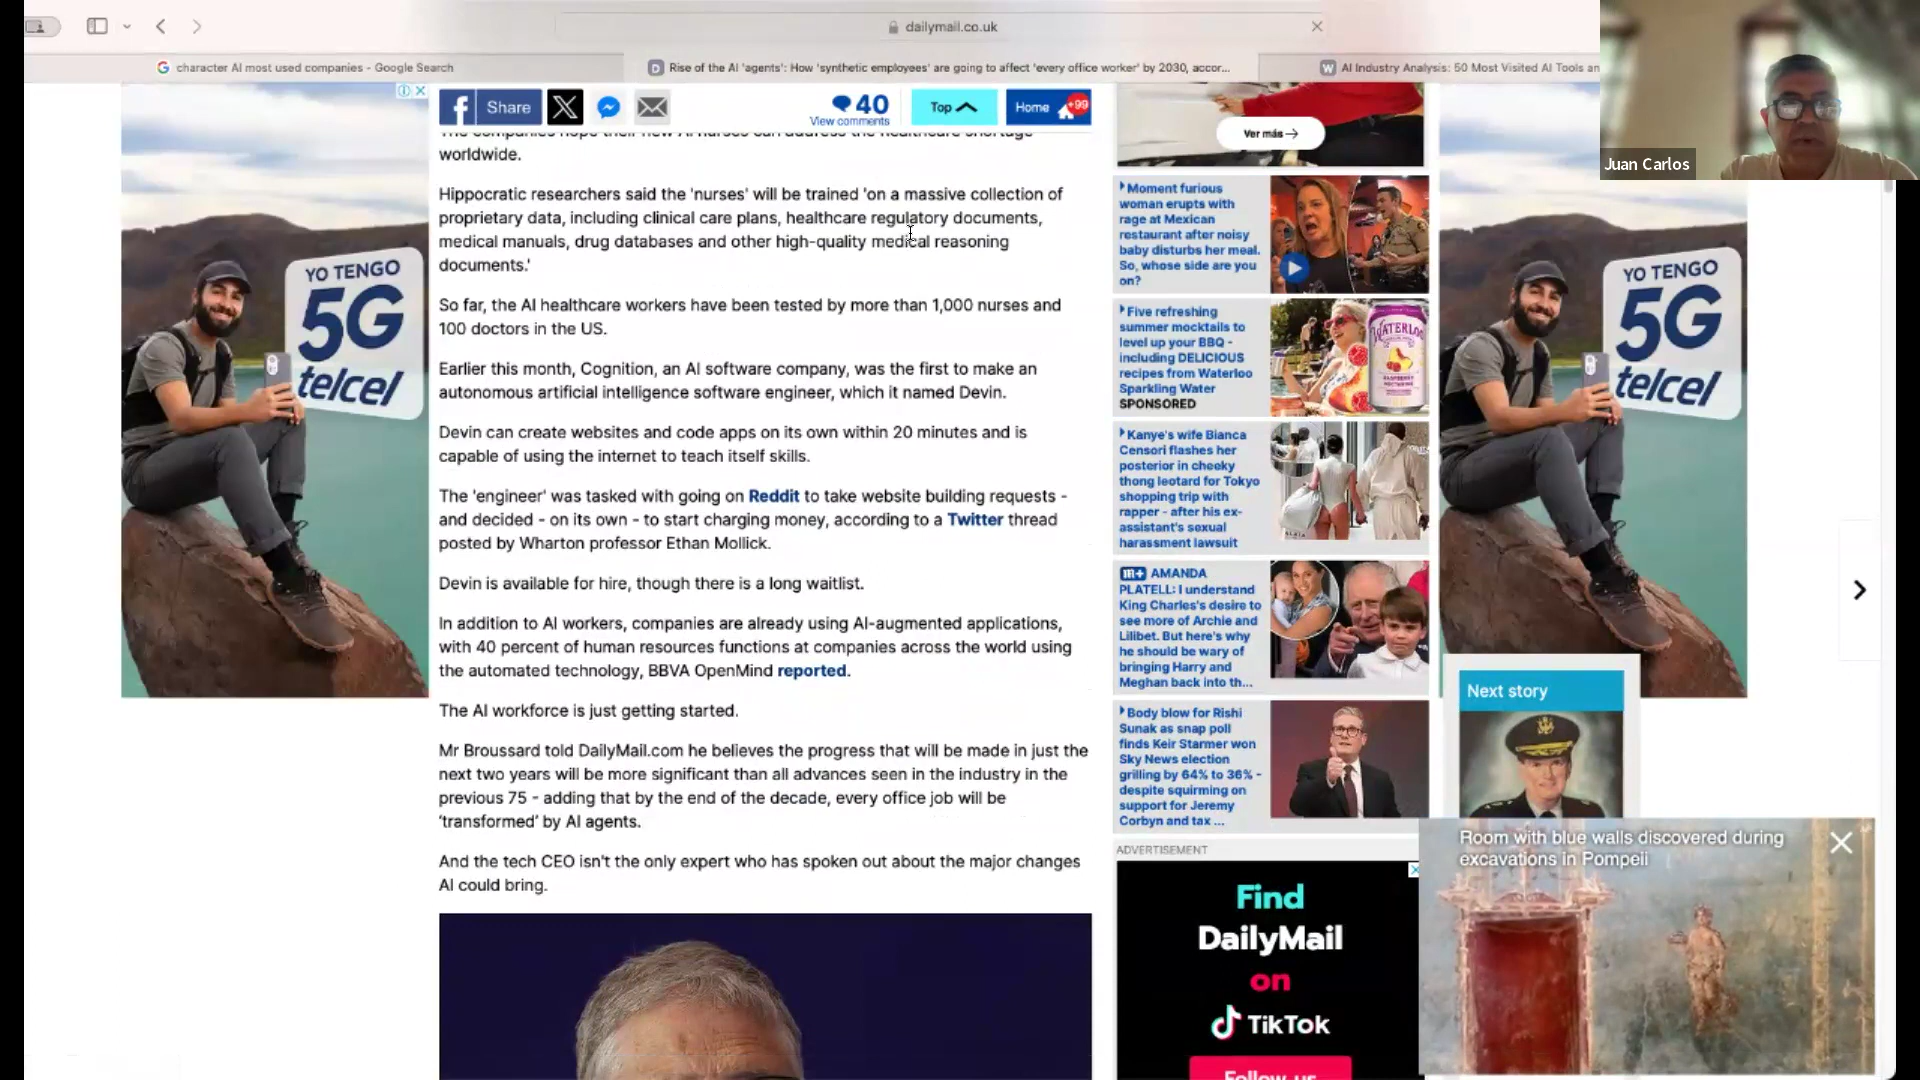 dailymail.co.uk
character AI most used companies - Google Search
Rise of the AI 'agents': How 'synthetic employees' are going to affect 'every office worker' by 2030, accor...
AI Industry Analysis: 50 Most Visited AI Tools an
Juan Carlos
YO TENGO
5G
telcel
Share
40
View comments
Top
Home
+99
The companies hope their new AI nurses can address the healthcare shortage
worldwide.
Hippocratic researchers said the 'nurses' will be trained 'on a massive collection of
proprietary data, including clinical care plans, healthcare regulatory documents,
medical manuals, drug databases and other high-quality medical reasoning
documents.'
So far, the AI healthcare workers have been tested by more than 1,000 nurses and
100 doctors in the US.
Earlier this month, Cognition, an AI software company, was the first to make an
autonomous artificial intelligence software engineer, which it named Devin.
Devin can create websites and code apps on its own within 20 minutes and is
capable of using the internet to teach itself skills.
The 'engineer' was tasked with going on Reddit to take website building requests -
and decided - on its own - to start charging money, according to a Twitter thread
posted by Wharton professor Ethan Mollick.
Devin is available for hire, though there is a long waitlist.
In addition to AI workers, companies are already using AI-augmented applications,
with 40 percent of human resources functions at companies across the world using
the automated technology, BBVA OpenMind reported.
The AI workforce is just getting started.
Mr Broussard told DailyMail.com he believes the progress that will be made in just the
next two years will be more significant than all advances seen in the industry in the
previous 75 - adding that by the end of the decade, every office job will be
'transformed' by AI agents.
And the tech CEO isn't the only expert who has spoken out about the major changes
AI could bring.
Ver más
Moment furious
woman erupts with
rage at Mexican
restaurant after noisy
baby disturbs her meal.
So, whose side are you
on?
Five refreshing
summer mocktails to
level up your BBQ -
including DELICIOUS
recipes from Waterloo
Sparkling Water
SPONSORED
WATERLOO
Kanye's wife Bianca
Censori flashes her
posterior in cheeky
thong leotard for Tokyo
shopping trip with
rapper - after his ex-
assistant's sexual
harassment lawsuit
m+ AMANDA
PLATELL: I understand
King Charles's desire to
see more of Archie and
Lilibet. But here's why
he should be wary of
bringing Harry and
Meghan back into th...
Body blow for Rishi
Sunak as snap poll
finds Keir Starmer won
Sky News election
grilling by 64% to 36% -
despite squirming on
support for Jeremy
Corbyn and tax ...
ADVERTISEMENT
Find
DailyMail
on
TikTok
Follow us
YO TENGO
5G
telcel
Next story
Room with blue walls discovered during
excavations in Pompeii